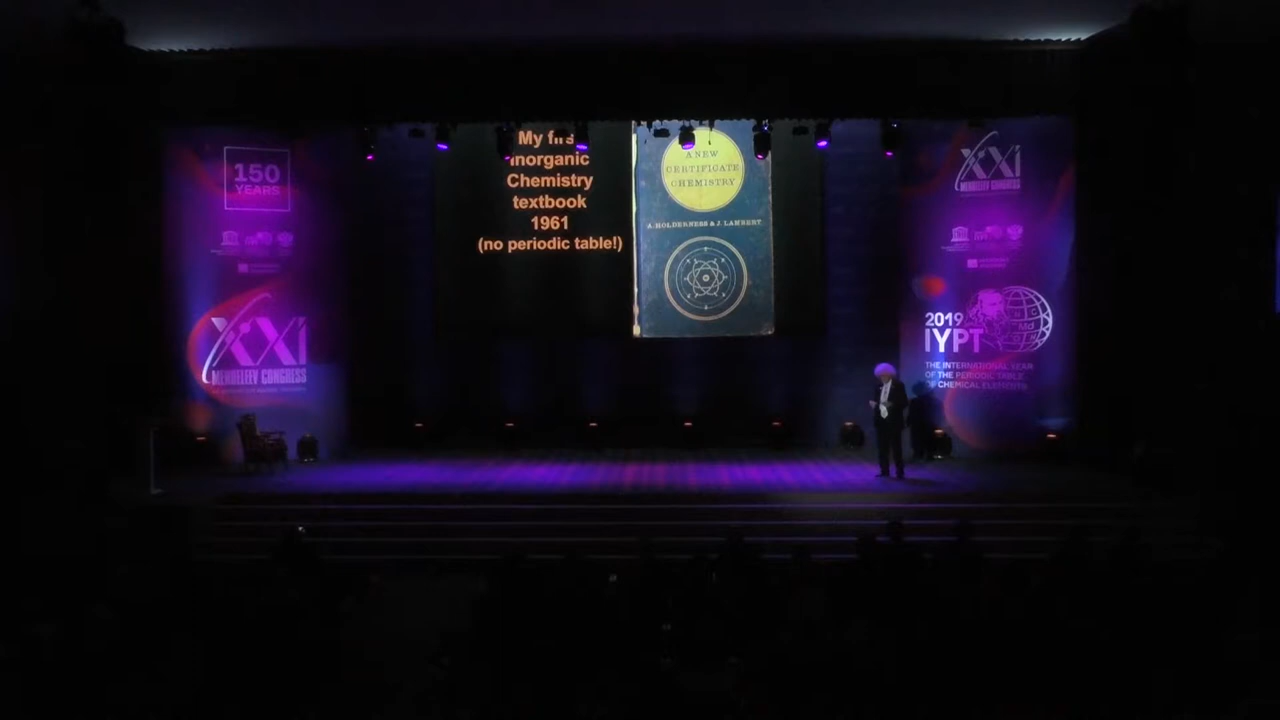 150
YEARS
XXI
MENDELEEV CONGRESS
My first
Inorganic
Chemistry
textbook
1961
(no periodic table!)
A NEW
CERTIFICATE
CHEMISTRY
A. HOLDERNESS & J. LAMBERT
XXI
MENDELEEV CONGRESS
2019
IYPT
Md
THE INTERNATIONAL YEAR
OF THE PERIODIC TABLE
OF CHEMICAL ELEMENTS